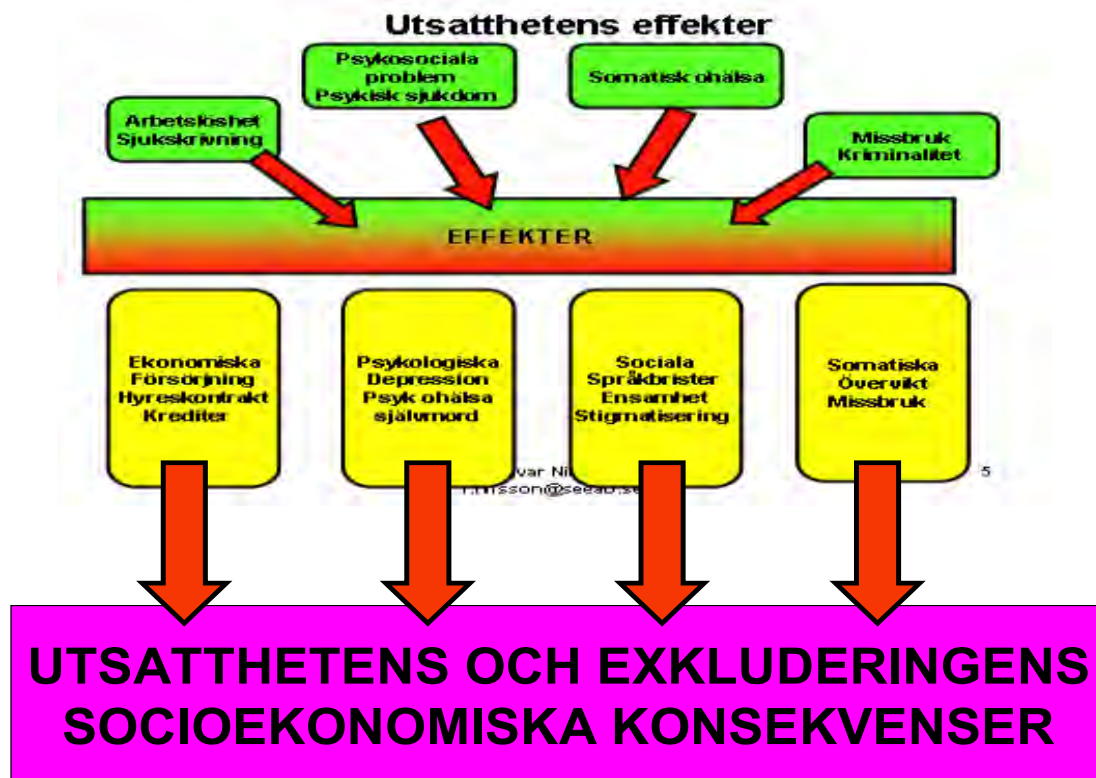 Utsatthetens effekter
Psykosociala
problem
Psykisk sjukdom
Somatisk ohälsa
Arbetslöshet
Sjukskrivning
Missbruk
Kriminalitet
EFFEKTER
Ekonomiska
Försörjning
Hyreskontrakt
Krediter
Psykologiska
Depression
Psyk ohälsa
självmord
Sociala
Språkbrister
Ensamhet
Stigmatisering
Somatiska
Övervikt
Missbruk
5
UTSATTHETENS OCH EXKLUDERINGENS
SOCIOEKONOMISKA KONSEKVENSER